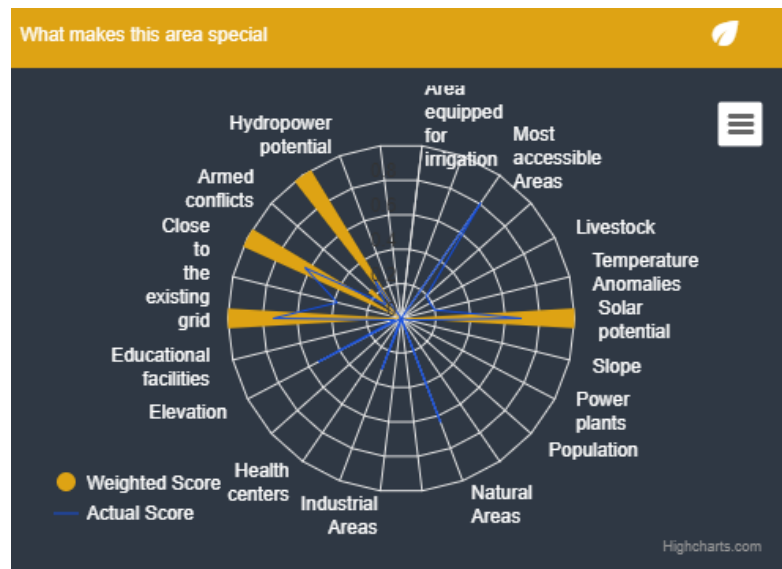 What makes this area special
Area
equipped
for
irrigation
Most
accessible
Areas
Livestock
Temperature
Anomalies
Solar
potential
Slope
Power
plants
Population
Natural
Areas
Industrial
Areas
Health
centers
Elevation
Educational
facilities
Close
to
the
existing
grid
Armed
conflicts
Hydropower
potential
Weighted Score
Actual Score
Highcharts.com